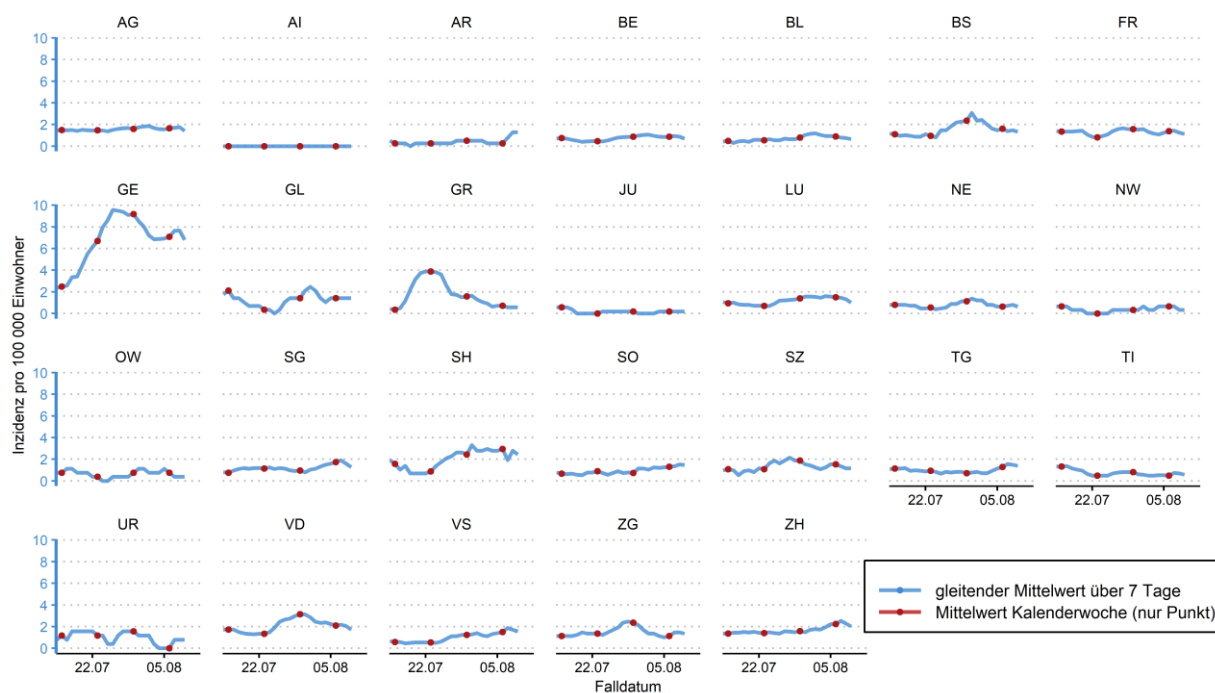 AG AI AR BE BL BS FR
10
8
6
4
2
0
GE GL GR JU LU NE NW
10
8
6
4
2
0
Inzidenz pro 100 000 Einwohner
OW SG SH SO SZ TG TI
10
8
6
4
2
0
22.07 05.08 22.07 05.08
UR VD VS ZG ZH
10
8
6
4
2
0
22.07 05.08 22.07 05.08 22.07 05.08 22.07 05.08 22.07 05.08
Falldatum
gleitender Mittelwert über 7 Tage
Mittelwert Kalenderwoche (nur Punkt)